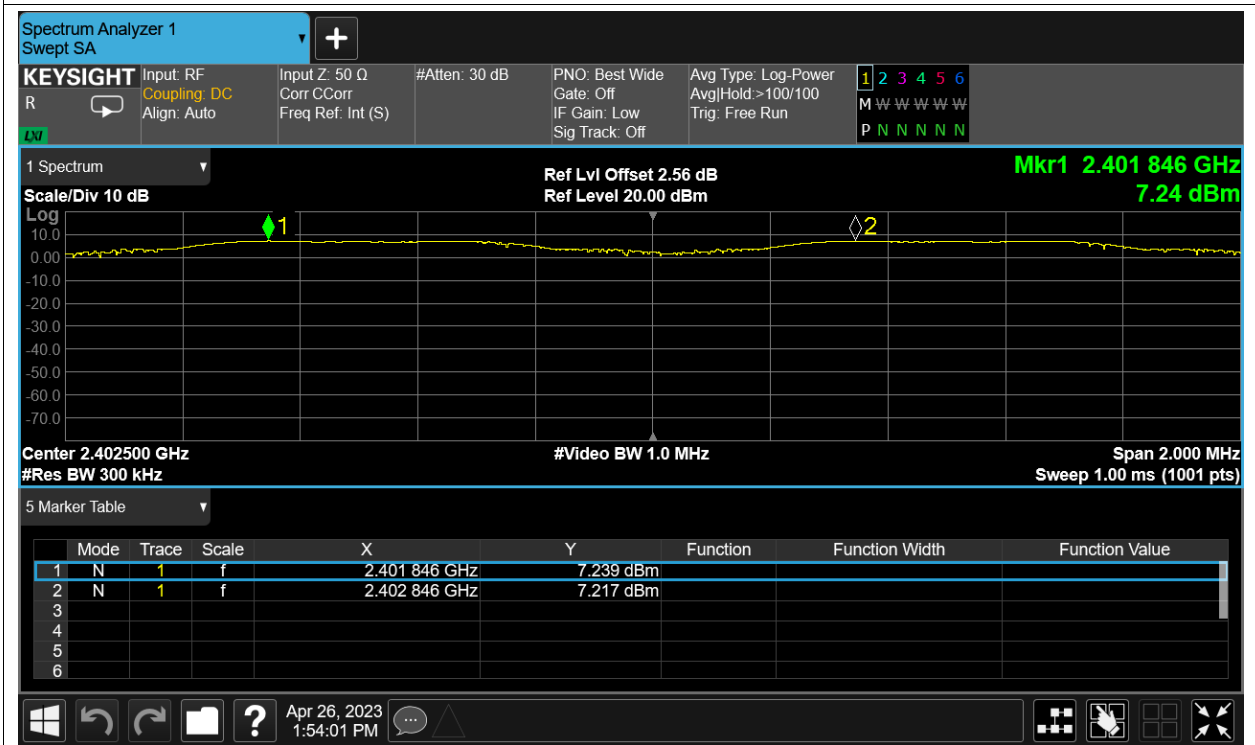 Spectrum Analyzer 1
Swept SA
+
KEYSIGHT Input: RF Input Z: 50 Ω #Atten: 30 dB PNO: Best Wide Avg Type: Log-Power 1 2 3 4 5 6
R Coupling: DC Corr CCorr Gate: Off Avg|Hold:>100/100 M W W W W W W
Align: Auto Freq Ref: Int (S) IF Gain: Low Trig: Free Run
LXI Sig Track: Off P N N N N N
1 Spectrum Ref Lvl Offset 2.56 dB Mkr1 2.401 846 GHz
Scale/Div 10 dB Ref Level 20.00 dBm 7.24 dBm
Log
1 2
10.0
0.00
-10.0
-20.0
-30.0
-40.0
-50.0
-60.0
-70.0
Center 2.402500 GHz #Video BW 1.0 MHz Span 2.000 MHz
#Res BW 300 kHz Sweep 1.00 ms (1001 pts)
5 Marker Table
Mode Trace Scale X Y Function Function Width Function Value
1 N 1 f 2.401 846 GHz 7.239 dBm
2 N 1 f 2.402 846 GHz 7.217 dBm
3
4
5
6
? Apr 26, 2023
1:54:01 PM